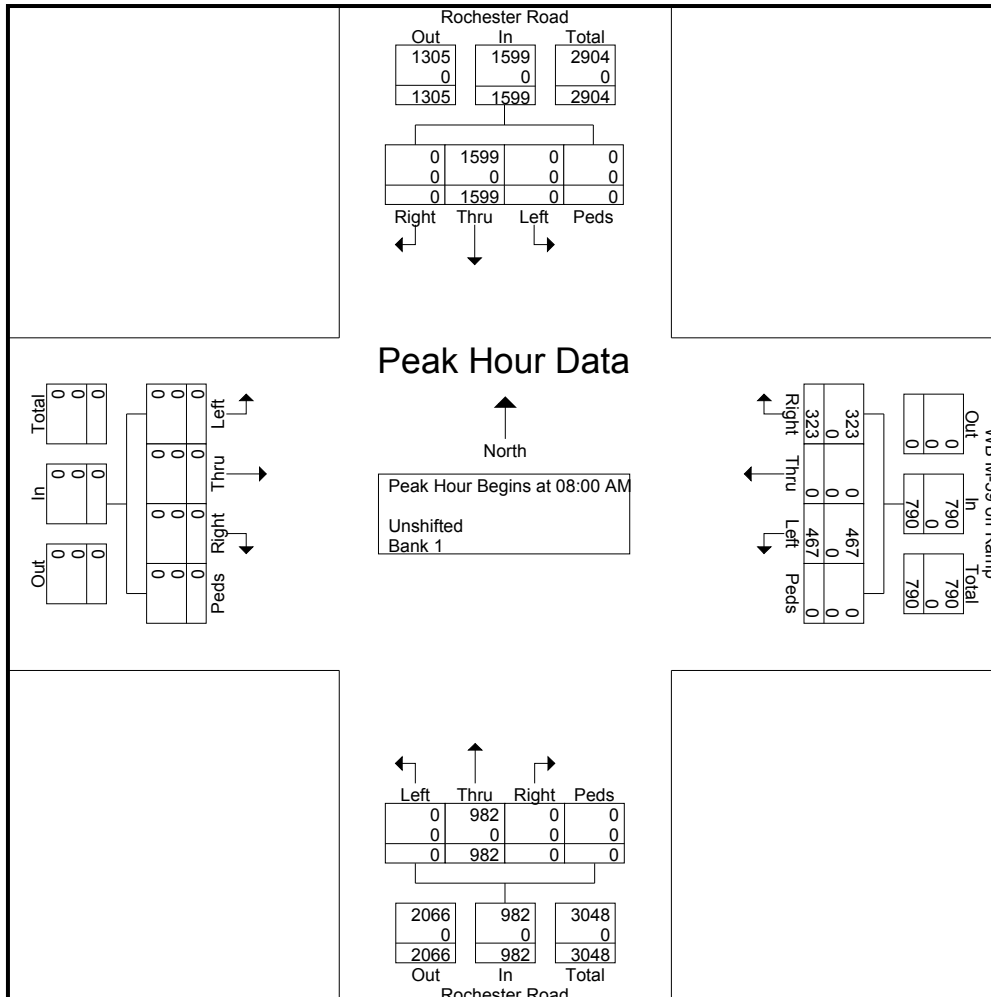 Rochester Road
Out In Total
1305 1599 2904
0 0 0
1305 1599 2904
0 1599 0 0
0 0 0 0
0 1599 0 0
Right Thru Left Peds
Peak Hour Data
North
Peak Hour Begins at 08:00 AM
Unshifted
Bank 1
Left Thru Right Peds
0 0 0 0
0 0 0 0
0 0 0 0
Total In Out
0 0 0
0 0 0
0 0 0
Right Thru Left Peds
323 0 467 0
0 0 0 0
323 0 467 0
Out In Total
0 790 790
0 0 0
0 790 790
WB Ramp
Left Thru Right Peds
0 982 0 0
0 0 0 0
0 982 0 0
2066 982 3048
0 0 0
2066 982 3048
Out In Total
Rochester Road